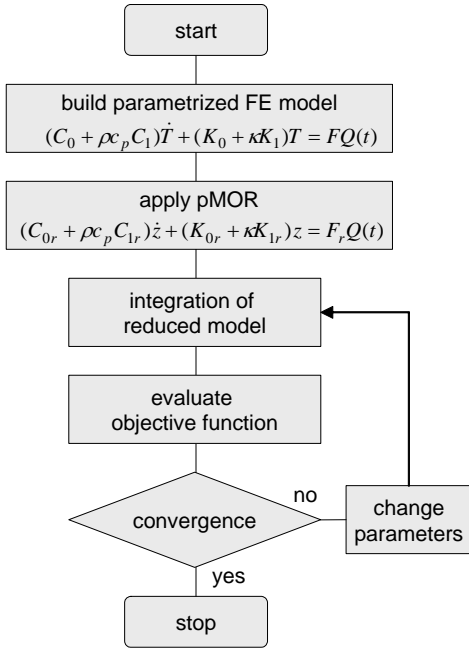 start
build parametrized FE model
(C₀ + ρcₚC₁)Ṫ + (K₀ + κK₁)T = FQ(t)
apply pMOR
(C₀ᵣ + ρcₚC₁ᵣ)ż + (K₀ᵣ + κK₁ᵣ)z = FᵣQ(t)
integration of
reduced model
evaluate
objective function
convergence
no
change
parameters
yes
stop